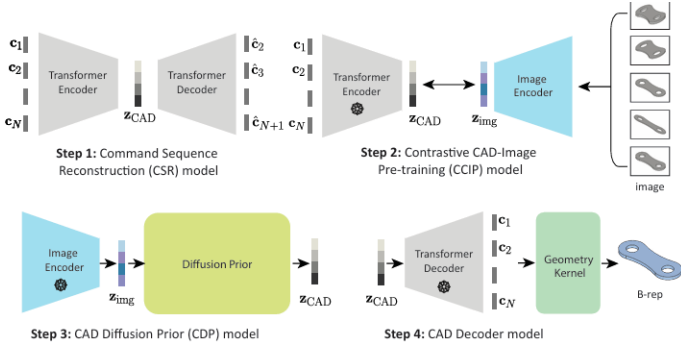 c1
c2
cN
Transformer
Encoder
zCAD
Transformer
Decoder
ĉ2
ĉ3
ĉN+1
Step 1: Command Sequence
Reconstruction (CSR) model
c1
c2
cN
Transformer
Encoder
zCAD
zimg
Image
Encoder
image
Step 2: Contrastive CAD-Image
Pre-training (CCIP) model
Image
Encoder
zimg
Diffusion Prior
zCAD
Step 3: CAD Diffusion Prior (CDP) model
zCAD
Transformer
Decoder
c1
c2
cN
Geometry
Kernel
B-rep
Step 4: CAD Decoder model